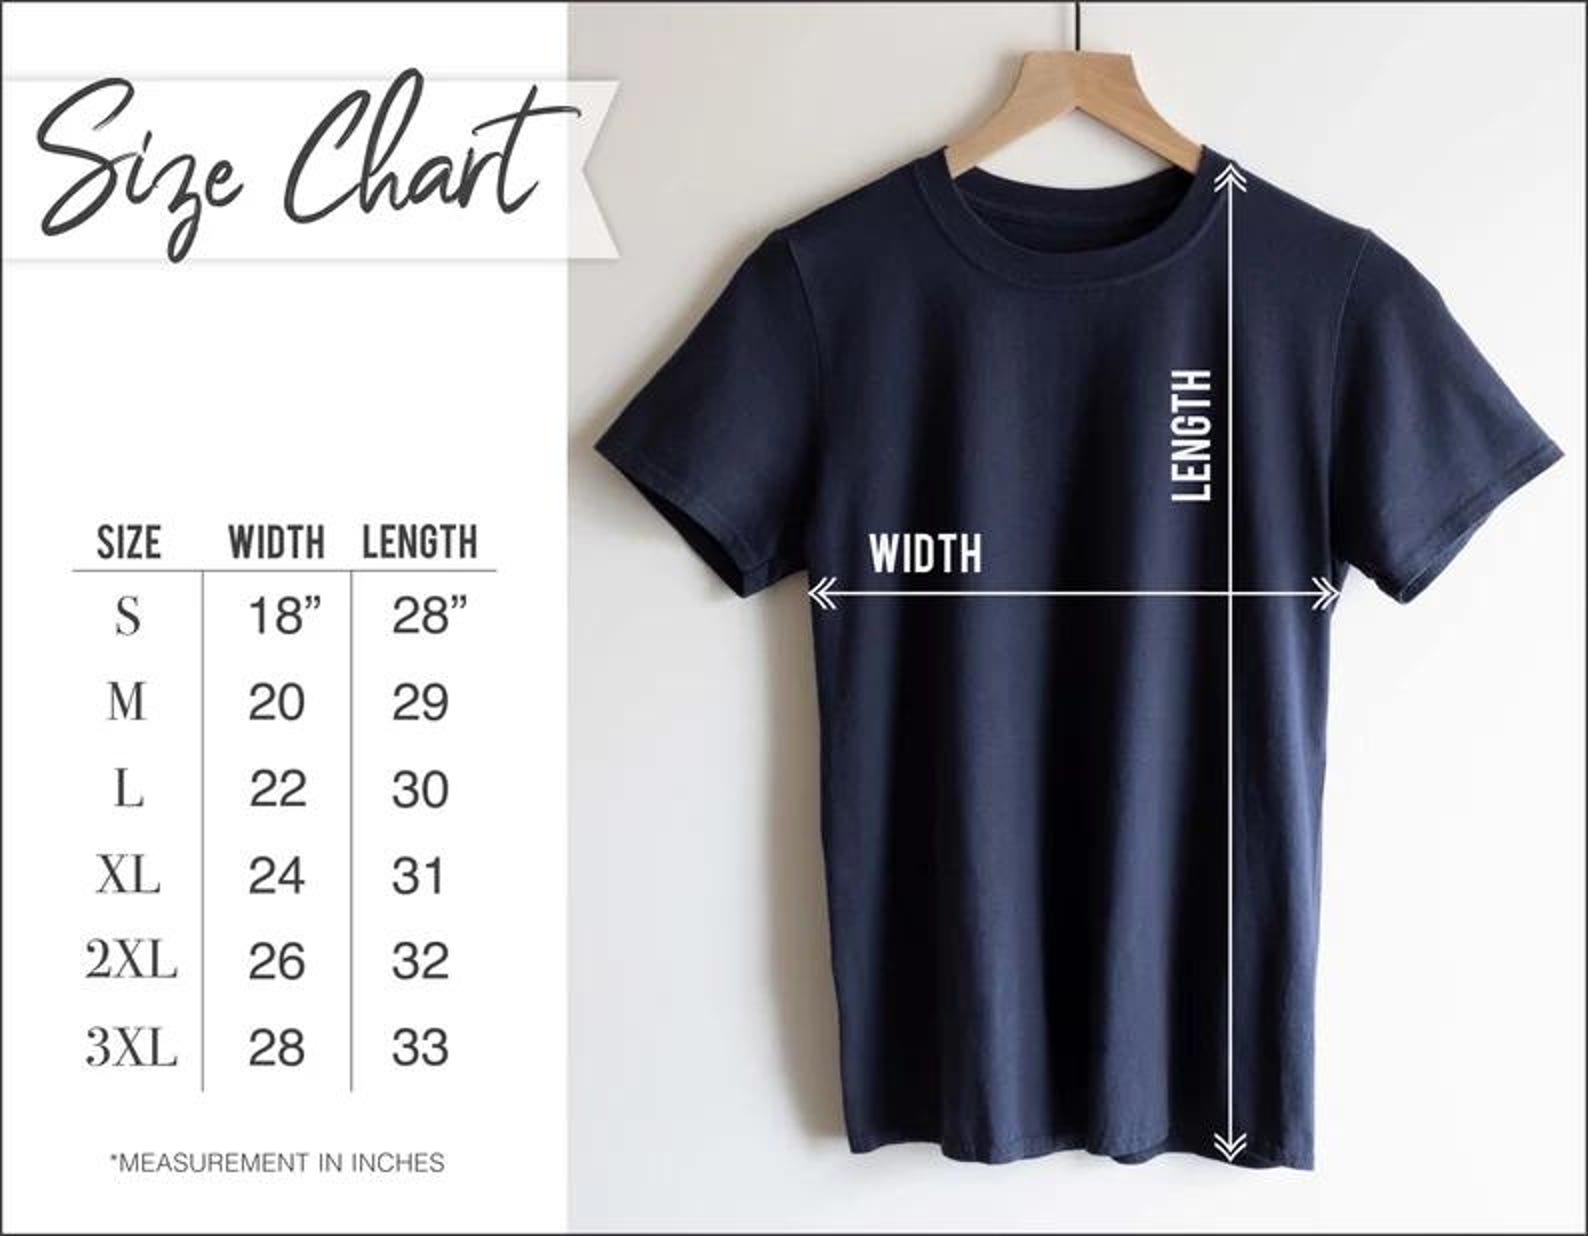 Size Chart
SIZE WIDTH LENGTH
S 18” 28”
M 20 29
L 22 30
XL 24 31
2XL 26 32
3XL 28 33
*MEASUREMENT IN INCHES
LENGTH
WIDTH